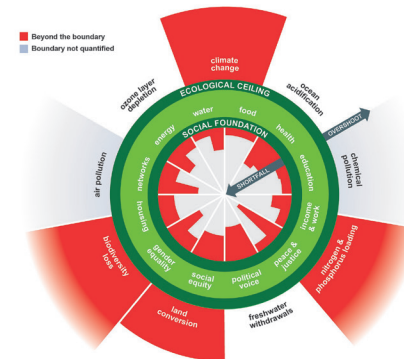 Beyond the boundary
Boundary not quantified
climate
change
ozone layer
depletion
ocean
acidification
ECOLOGICAL CEILING
OVERSHOOT
water
food
energy
health
SOCIAL FOUNDATION
networks
education
SHORTFALL
air pollution
chemical
pollution
housing
income
& work
gender
equality
peace &
justice
social
equity
political
voice
biodiversity
loss
nitrogen &
phosphorus loading
land
conversion
freshwater
withdrawals